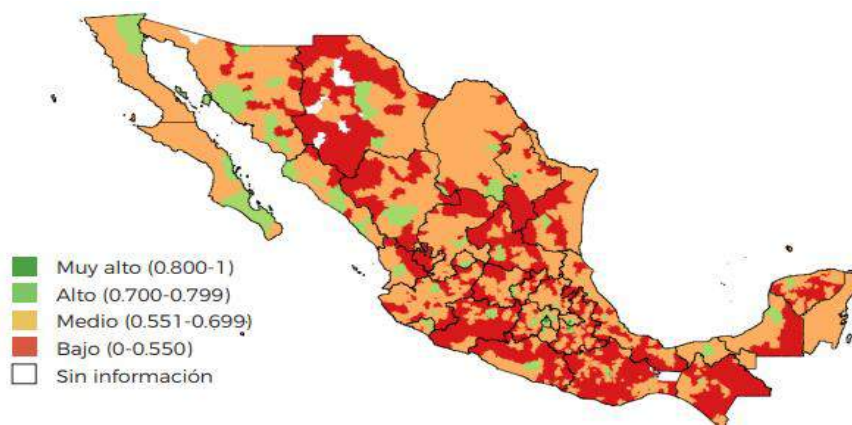 Muy alto (0.800-1)
Alto (0.700-0.799)
Medio (0.551-0.699)
Bajo (0-0.550)
Sin información